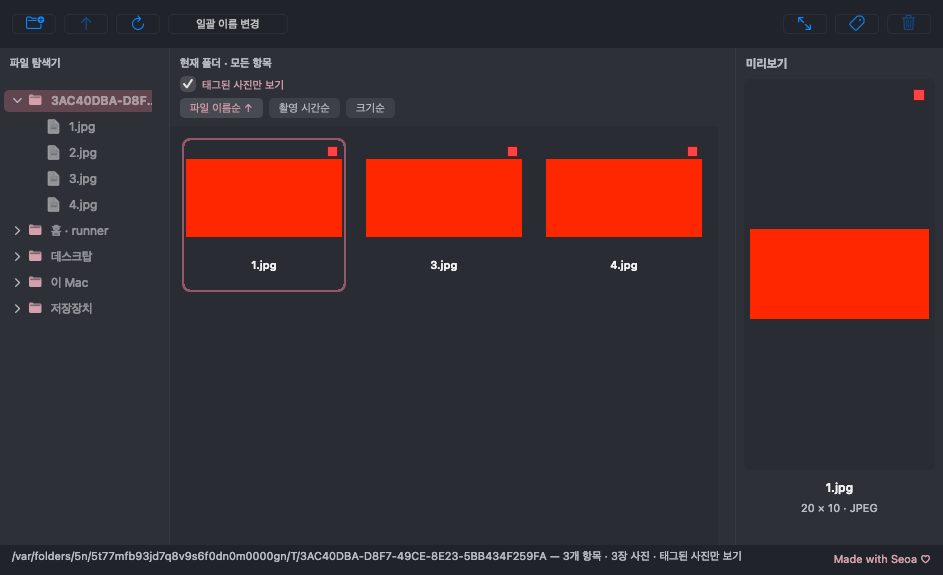 일괄 이름 변경
파일 탐색기
3AC40DBA-D8F...
1.jpg
2.jpg
3.jpg
4.jpg
홈 · runner
데스크탑
이 Mac
저장장치
현재 폴더 · 모든 항목
태그된 사진만 보기
파일 이름순 ↑
촬영 시간순
크기순
1.jpg
3.jpg
4.jpg
미리보기
1.jpg
20 × 10 · JPEG
/var/folders/5n/5t77mfb93jd7q8v9s6f0dn0m0000gn/T/3AC40DBA-D8F7-49CE-8E23-5BB434F259FA — 3개 항목 · 3장 사진 · 태그된 사진만 보기
Made with Seoa ♡